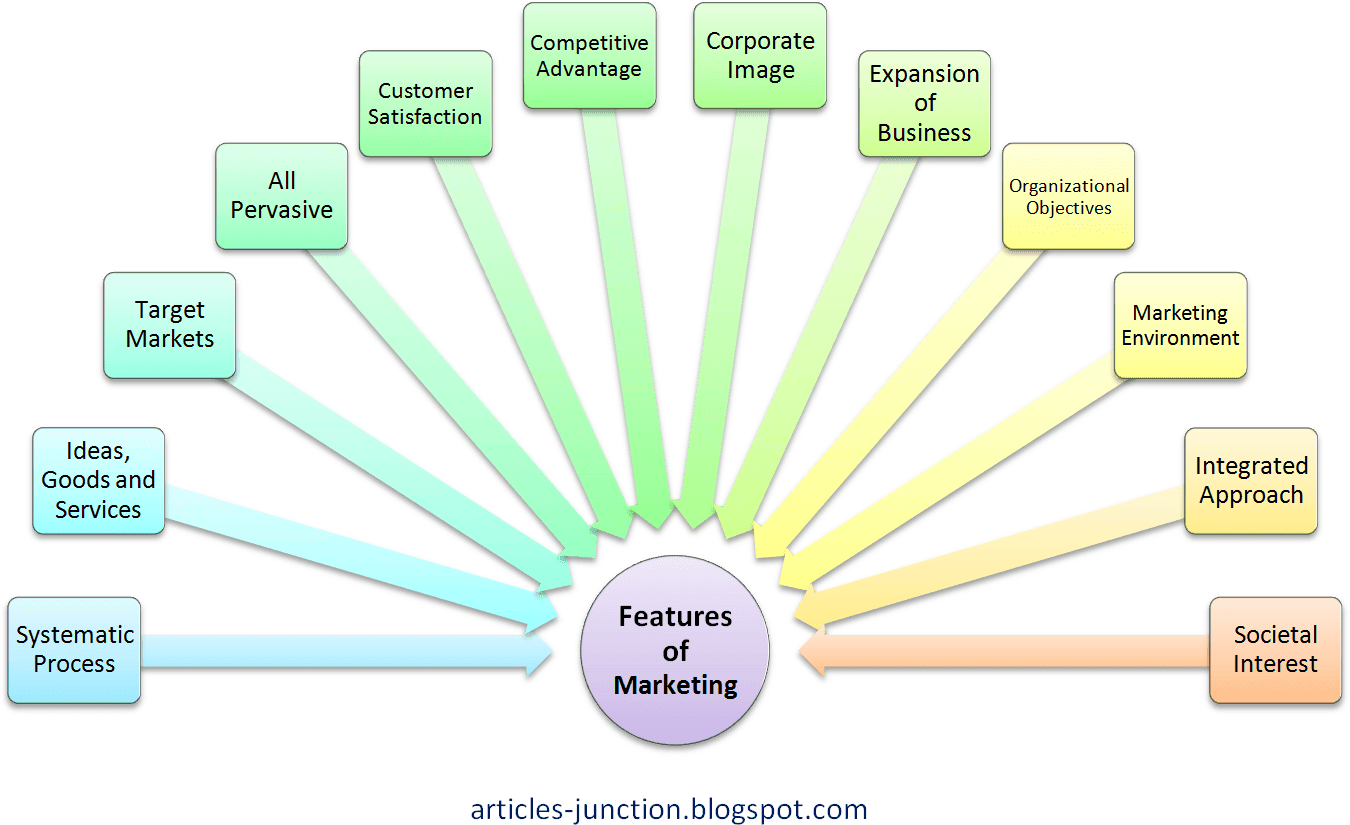 Competitive
Advantage
Corporate
Image
Customer
Satisfaction
Expansion
of
Business
All
Pervasive
Organizational
Objectives
Target
Markets
Marketing
Environment
Ideas,
Goods and
Services
Integrated
Approach
Systematic
Process
Features
of
Marketing
Societal
Interest
articles-junction.blogspot.com